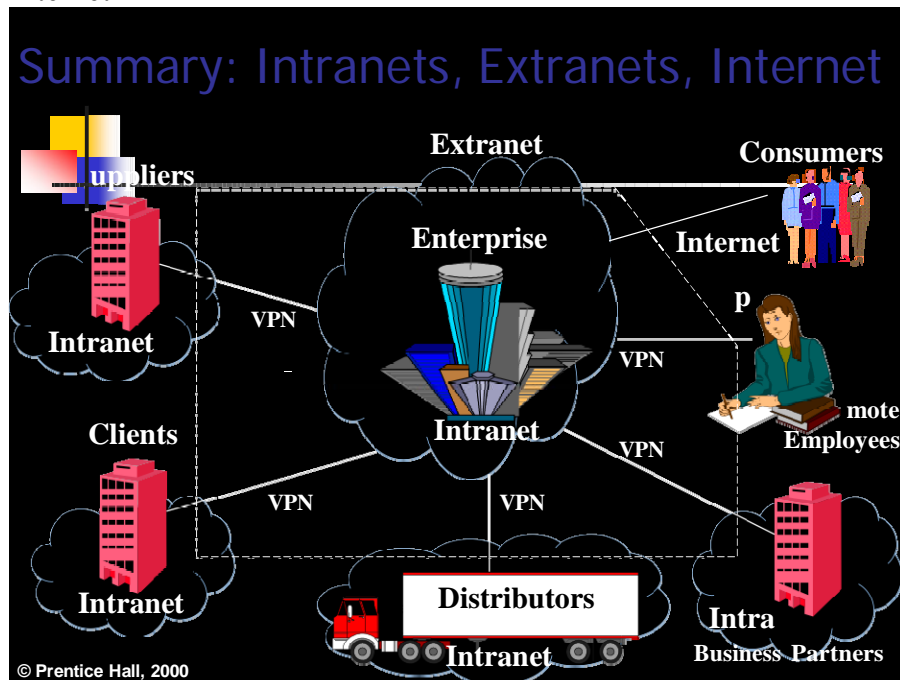 Summary: Intranets, Extranets, Internet
Extranet
Consumers
uppliers
Enterprise
Internet
p
VPN
Intranet
VPN
mote
Employees
Clients
Intranet
VPN
VPN
VPN
Distributors
Intranet
Intra
Intranet
Business Partners
© Prentice Hall, 2000